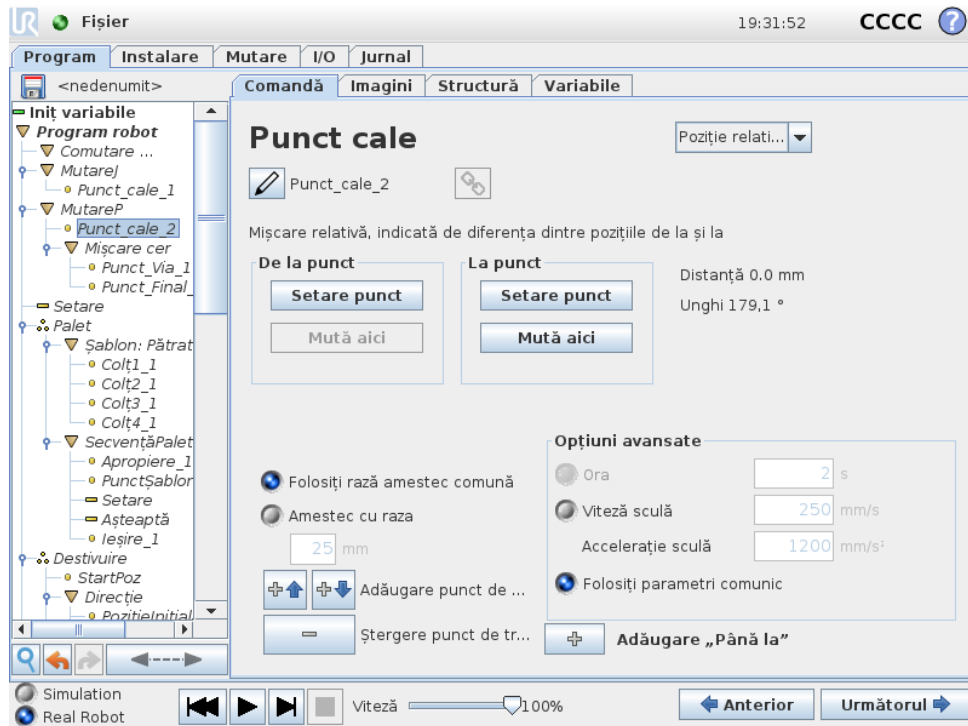 UR Fișier 19:31:52 CCCC ?
Program Instalare Mutare I/O Jurnal
<nedenumit>
Comandă Imagini Structură Variabile
Iniț variabile
Program robot
Comutare ...
MutareJ
Punct_cale_1
MutareP
Punct_cale_2
Mișcare cer
Punct_Via_1
Punct_Final_
Setare
Palet
Șablon: Pătrat
Colț1_1
Colț2_1
Colț3_1
Colț4_1
SecvențăPalet
Apropiere_1
PunctȘablor
Setare
Așteaptă
Ieșire_1
Destivuire
StartPoz
Direcție
PozițieInițial
Punct cale
Poziție relati...
Punct_cale_2
Mișcare relativă, indicată de diferența dintre pozițiile de la și la
De la punct
Setare punct
Mută aici
La punct
Setare punct
Mută aici
Distanță 0.0 mm
Unghi 179,1 °
Folosiți rază amestec comună
Amestec cu raza
25 mm
Adăugare punct de ...
Ștergere punct de tr...
Opțiuni avansate
Ora 2 s
Viteză sculă 250 mm/s
Accelerație sculă 1200 mm/s²
Folosiți parametri comunic
Adăugare „Până la”
Simulation
Real Robot
Viteză 100%
Anterior Următorul